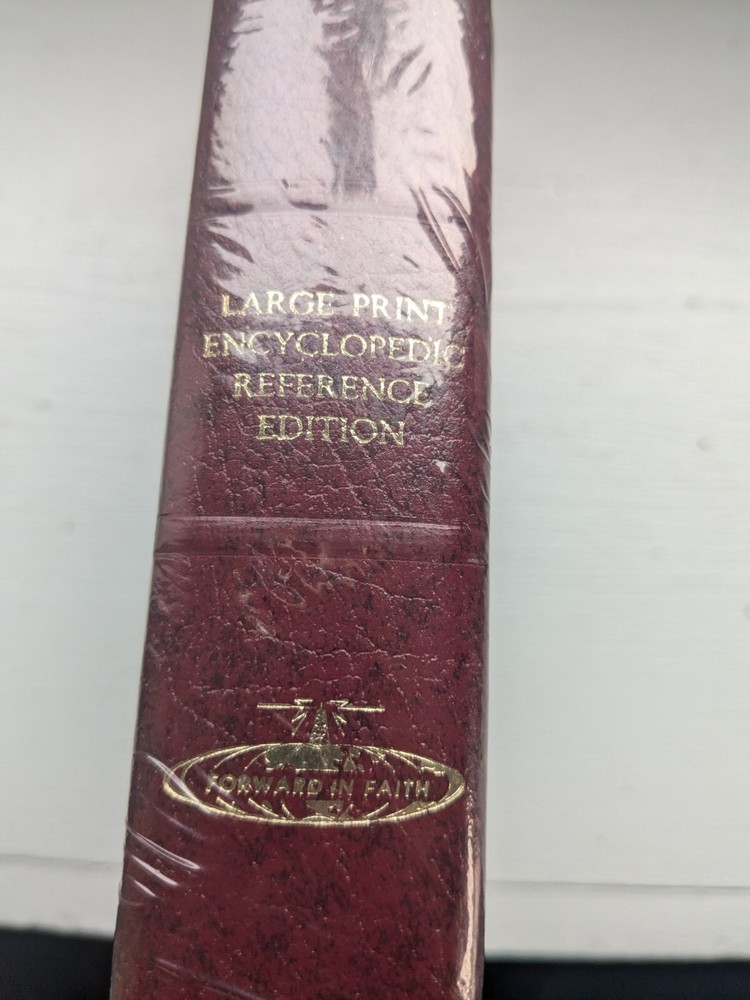 LARGE PRINT
ENCYCLOPEDIC
REFERENCE
EDITION
FORWARD IN FAITH